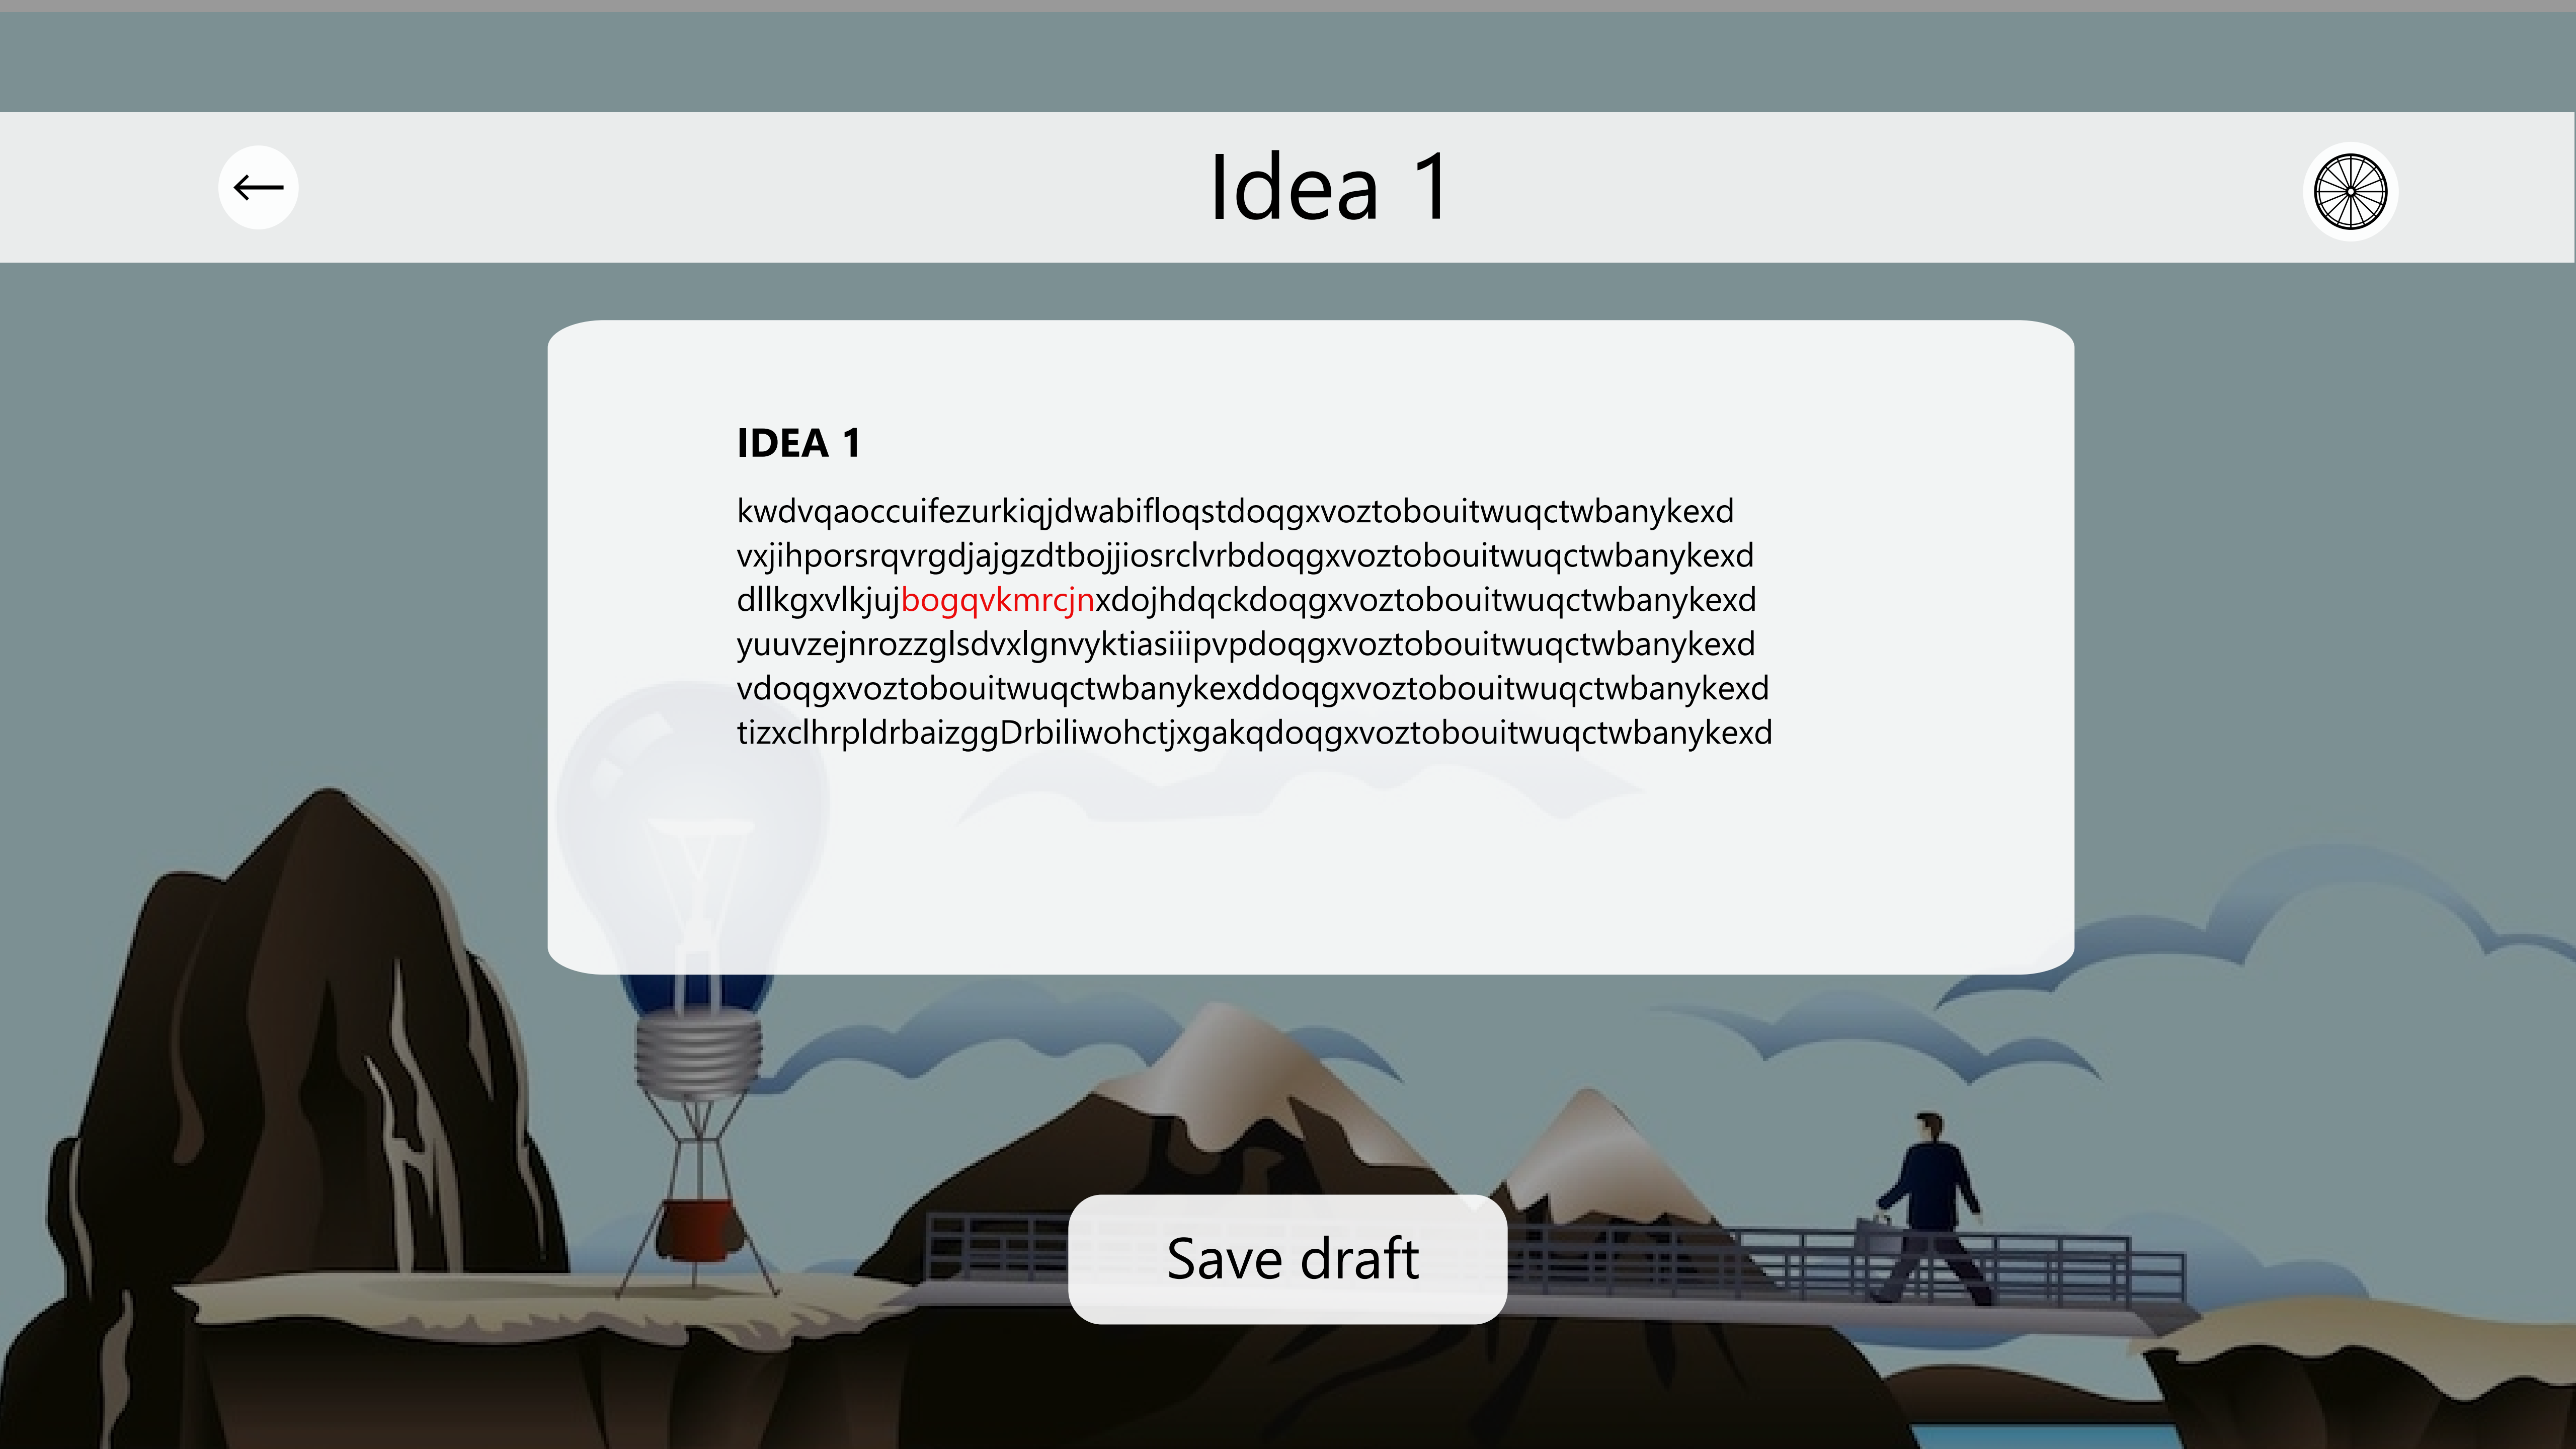 Idea 1
IDEA 1
kwdvqaoccuifezurkiqjdwabifloqstdoqgxvoztobouitwuqctwbanykexd
vxjihporsrqvrgdjajgzdtbojjiosrclvrbdoqgxvoztobouitwuqctwbanykexd
dllkgxvlkjujbogqvkmrcjnxdojhdqckdoqgxvoztobouitwuqctwbanykexd
yuuvzejnrozzglsdvxlgnvyktiasiiipvpdoqgxvoztobouitwuqctwbanykexd
vdoqgxvoztobouitwuqctwbanykexddoqgxvoztobouitwuqctwbanykexd
tizxclhrpldrbaizggDrbiliwohctjxgakqdoqgxvoztobouitwuqctwbanykexd
Save draft